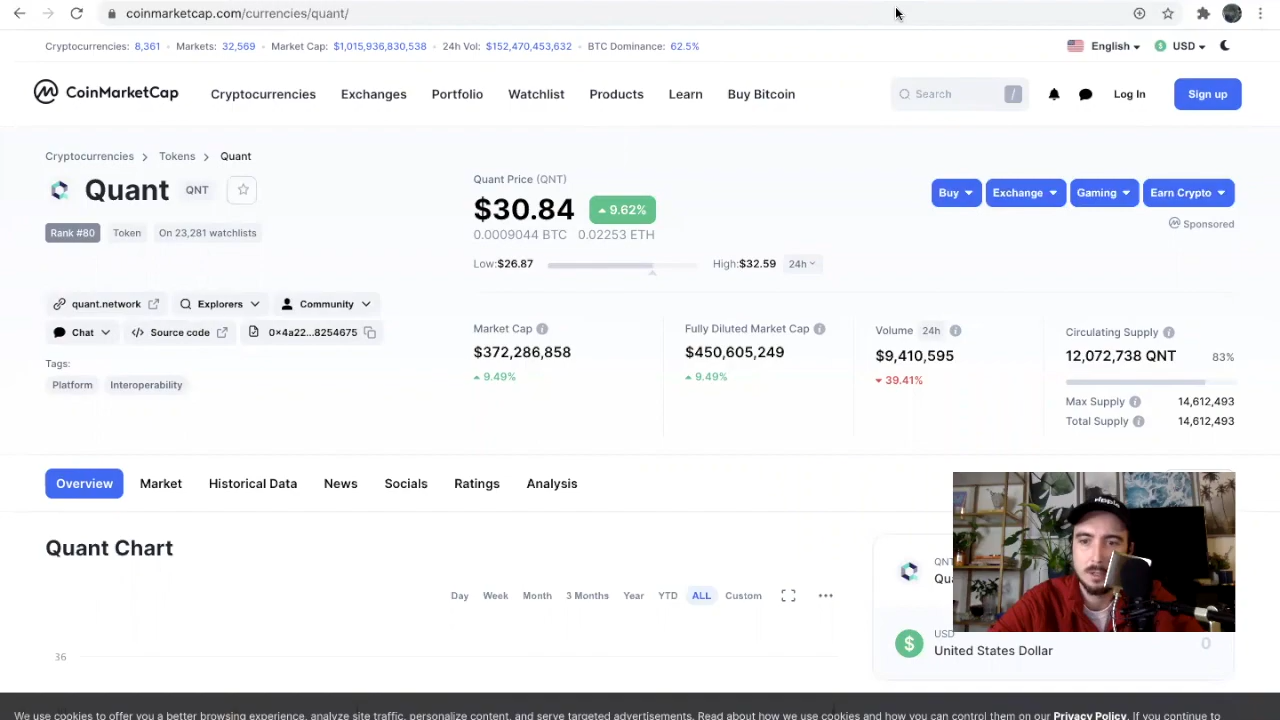 coinmarketcap.com/currencies/quant/
Cryptocurrencies: 8,361 • Markets: 32,569 • Market Cap: $1,015,936,830,538 • 24h Vol: $152,470,453,632 • BTC Dominance: 62.5%
English
USD
CoinMarketCap
Cryptocurrencies
Exchanges
Portfolio
Watchlist
Products
Learn
Buy Bitcoin
Search
/
Log In
Sign up
Cryptocurrencies > Tokens > Quant
Quant QNT
Rank #80
Token
On 23,281 watchlists
Quant Price (QNT)
$30.84
9.62%
0.0009044 BTC 0.02253 ETH
Low:$26.87
High:$32.59
24h
Buy
Exchange
Gaming
Earn Crypto
Sponsored
quant.network
Explorers
Community
Chat
Source code
0x4a22...8254675
Tags:
Platform
Interoperability
Market Cap
$372,286,858
9.49%
Fully Diluted Market Cap
$450,605,249
9.49%
Volume 24h
$9,410,595
39.41%
Circulating Supply
12,072,738 QNT
83%
Max Supply 14,612,493
Total Supply 14,612,493
Overview
Market
Historical Data
News
Socials
Ratings
Analysis
Quant Chart
Day
Week
Month
3 Months
Year
YTD
ALL
Custom
36
QNT
Qua
USD
United States Dollar
0
$
ripple
We use cookies to offer you a better browsing experience, analyze site traffic, personalize content, and serve targeted advertisements. Read about how we use cookies and how you can control them on our Privacy Policy. If you continue to